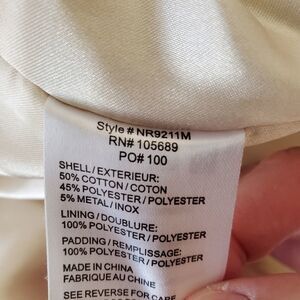 Style # NR9211M
RN# 105689
PO# 100
SHELL/EXTERIEUR:
50% COTTON/COTON
45% POLYESTER/POLYESTER
5% METAL/INOX
LINING/DOUBLURE:
100% POLYESTER/POLYESTER
PADDING/REMPLISSAGE:
100% POLYESTER/POLYESTER
MADE IN CHINA
FABRIQUE AU CHINE
SEE REVERSE FOR CARE